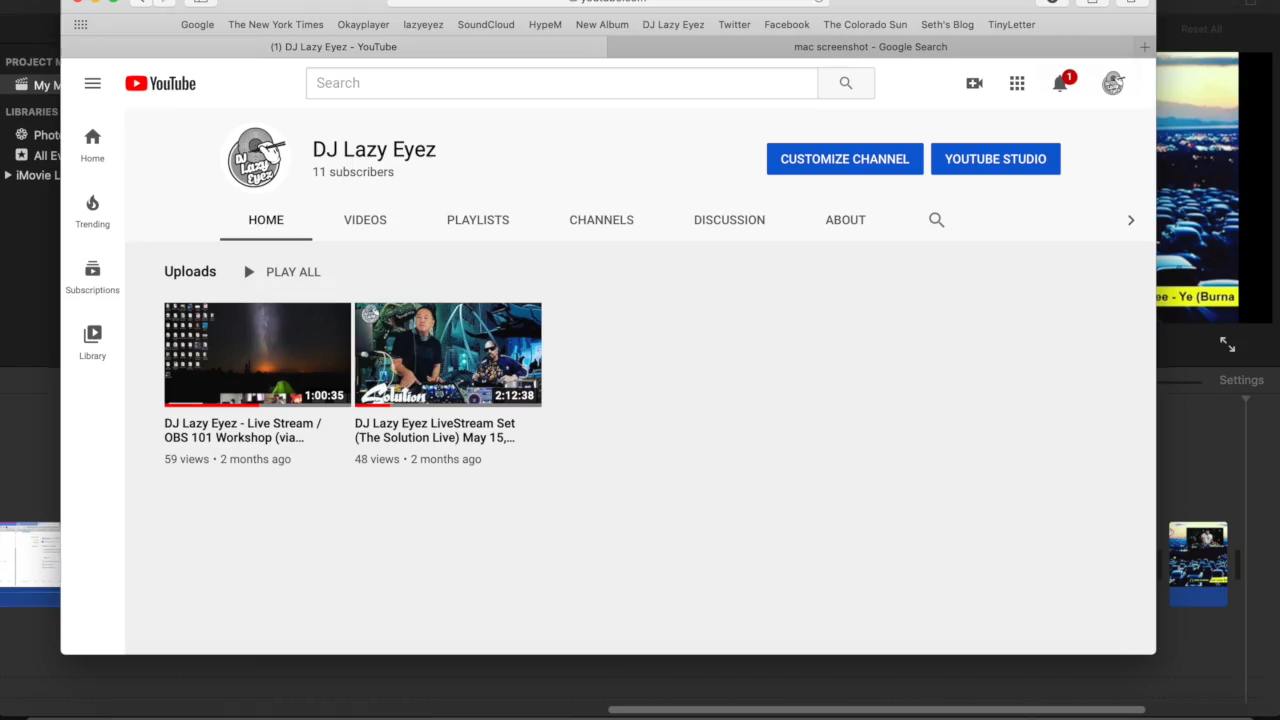 Reset All
Google The New York Times Okayplayer lazyeyez SoundCloud HypeM New Album DJ Lazy Eyez Twitter Facebook The Colorado Sun Seth's Blog TinyLetter
(1) DJ Lazy Eyez - YouTube
mac screenshot - Google Search
PROJECT M
My M
LIBRARIES
Photo
All Ev
iMovie L
YouTube
Search
1
Home
Trending
Subscriptions
Library
DJ Lazy Eyez
DJ Lazy Eyez
11 subscribers
CUSTOMIZE CHANNEL
YOUTUBE STUDIO
HOME VIDEOS PLAYLISTS CHANNELS DISCUSSION ABOUT
Uploads PLAY ALL
1:00:35
Solution
2:12:38
DJ Lazy Eyez - Live Stream /
OBS 101 Workshop (via...
59 views • 2 months ago
DJ Lazy Eyez LiveStream Set
(The Solution Live) May 15,...
48 views • 2 months ago
ee - Ye (Burna
Settings